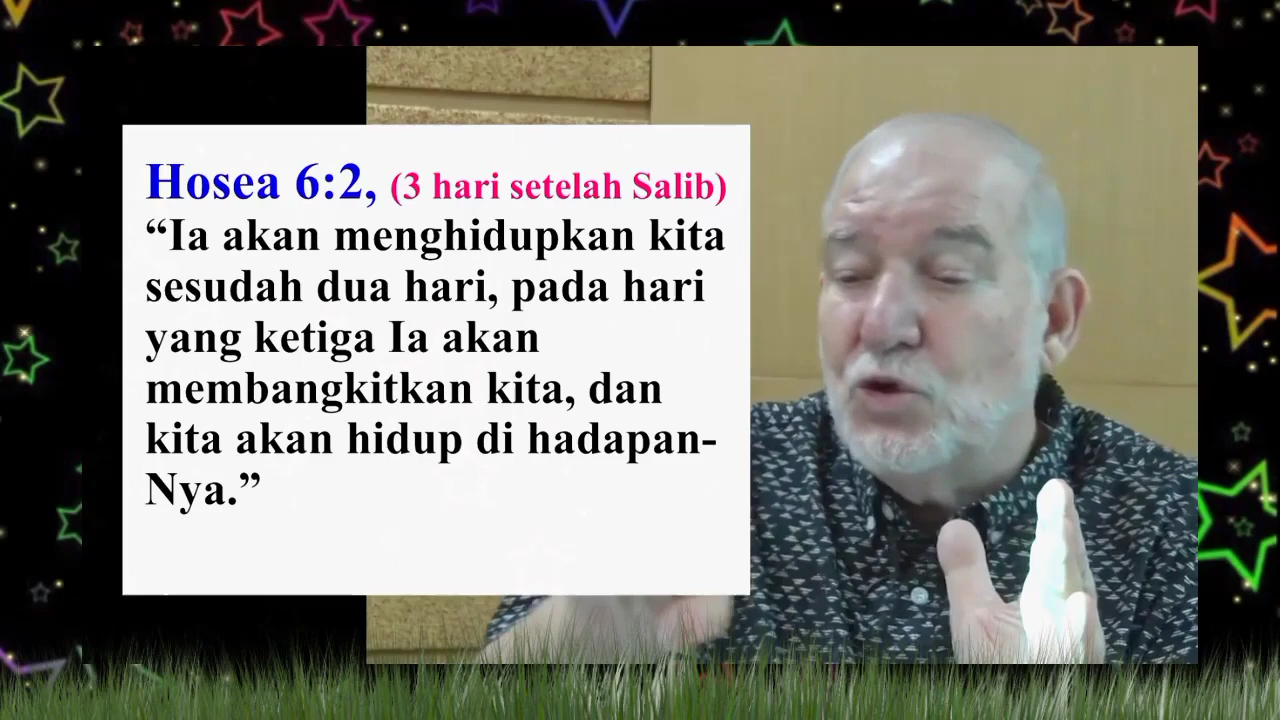 Hosea 6:2, (3 hari setelah Salib)
“Ia akan menghidupkan kita
sesudah dua hari, pada hari
yang ketiga Ia akan
membangkitkan kita, dan
kita akan hidup di hadapan-
Nya.”